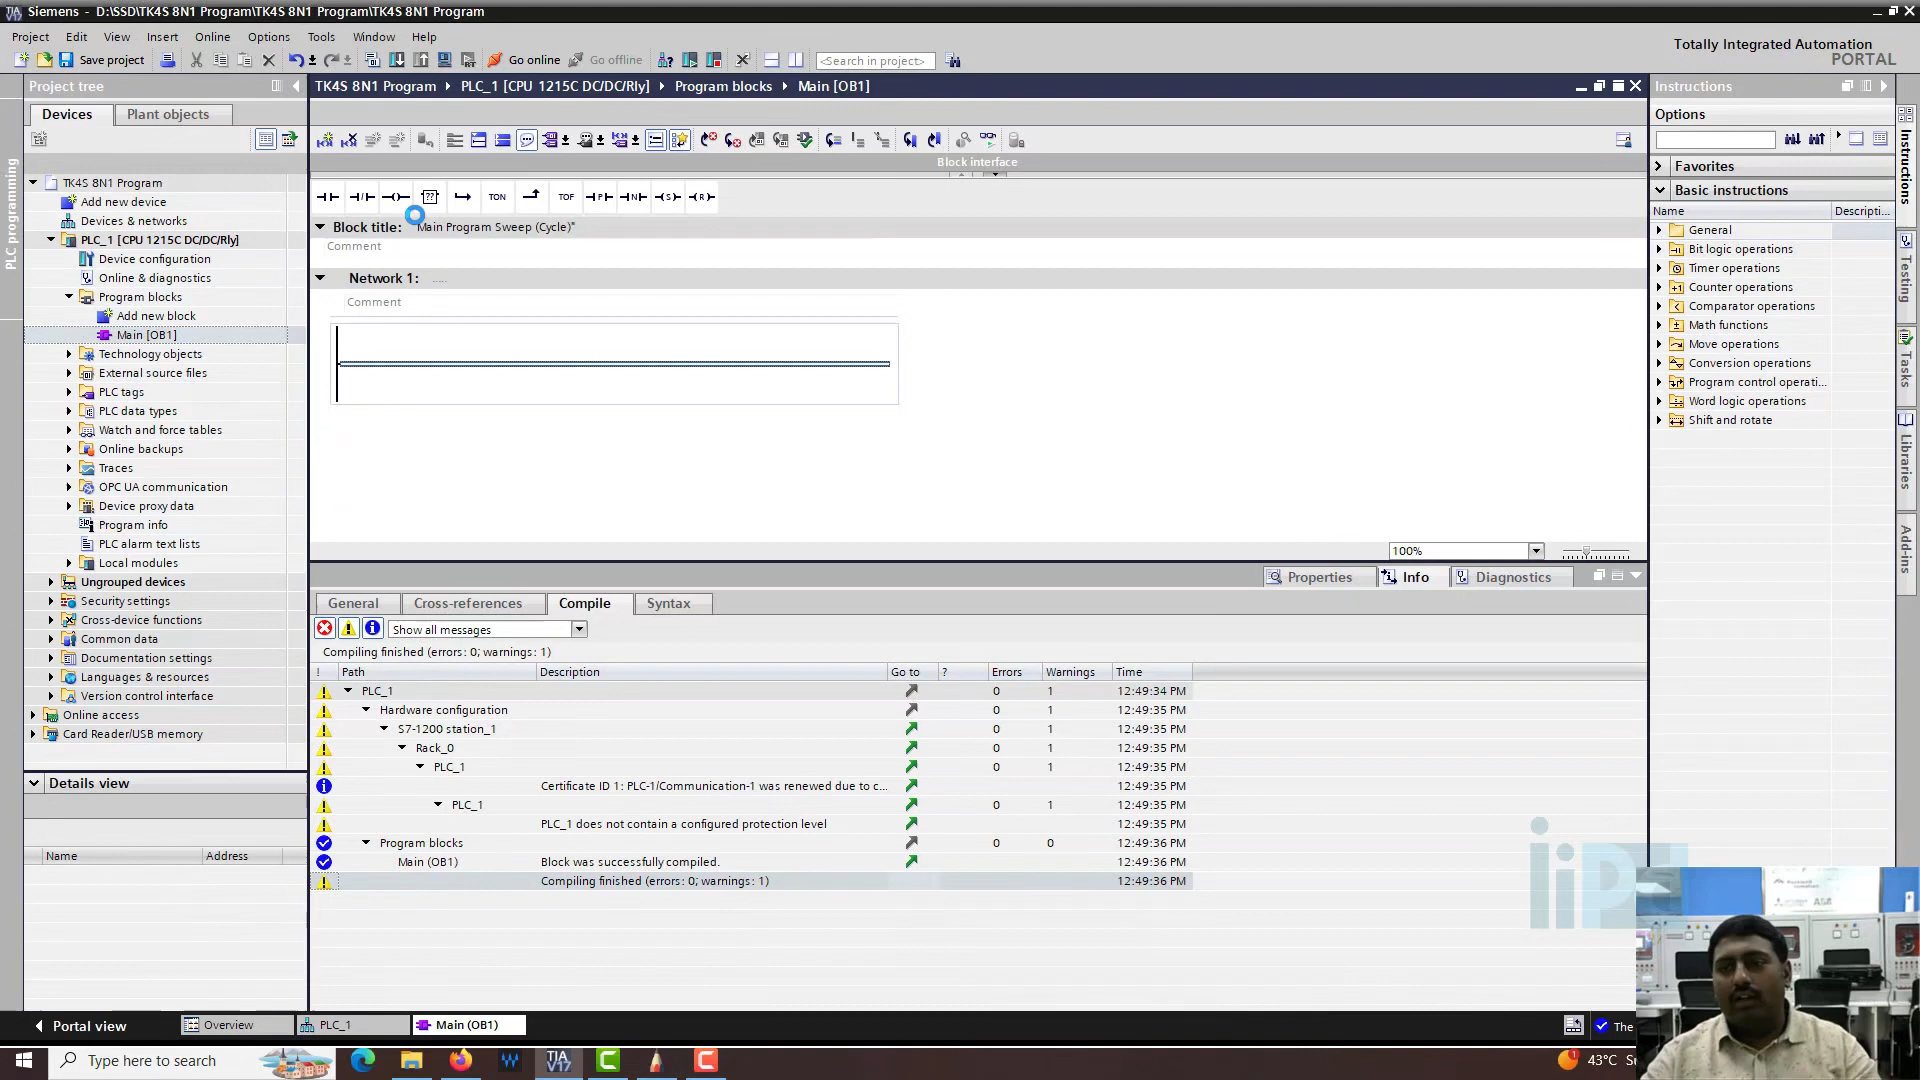 Siemens - D:\SSD\TK4S 8N1 Program\TK4S 8N1 Program\TK4S 8N1 Program
Project Edit View Insert Online Options Tools Window Help
Totally Integrated Automation
PORTAL
Save project
Go online
Go offline
<Search in project>
Project tree
Devices
Plant objects
PLC programming
TK4S 8N1 Program
Add new device
Devices & networks
PLC_1 [CPU 1215C DC/DC/Rly]
Device configuration
Online & diagnostics
Program blocks
Add new block
Main [OB1]
Technology objects
External source files
PLC tags
PLC data types
Watch and force tables
Online backups
Traces
OPC UA communication
Device proxy data
Program info
PLC alarm text lists
Local modules
Ungrouped devices
Security settings
Cross-device functions
Common data
Documentation settings
Languages & resources
Version control interface
Online access
Card Reader/USB memory
Details view
Name Address
TK4S 8N1 Program PLC_1 [CPU 1215C DC/DC/Rly] Program blocks Main [OB1]
Block interface
?? TON TOF P N S R
Block title: Main Program Sweep (Cycle)"
Comment
Network 1: .....
Comment
100%
Properties Info Diagnostics
General Cross-references Compile Syntax
Show all messages
Compiling finished (errors: 0; warnings: 1)
! Path Description Go to ? Errors Warnings Time
PLC_1 0 1 12:49:34 PM
Hardware configuration 0 1 12:49:35 PM
S7-1200 station_1 0 1 12:49:35 PM
Rack_0 0 1 12:49:35 PM
PLC_1 0 1 12:49:35 PM
Certificate ID 1: PLC-1/Communication-1 was renewed due to c... 12:49:35 PM
PLC_1 0 1 12:49:35 PM
PLC_1 does not contain a configured protection level 12:49:35 PM
Program blocks 0 0 12:49:36 PM
Main (OB1) Block was successfully compiled. 12:49:36 PM
Compiling finished (errors: 0; warnings: 1) 12:49:36 PM
Instructions
Options
Favorites
Basic instructions
Name Descripti...
General
Bit logic operations
Timer operations
Counter operations
Comparator operations
Math functions
Move operations
Conversion operations
Program control operati...
Word logic operations
Shift and rotate
Instructions
Testing
Tasks
Libraries
Add-ins
Portal view
Overview
PLC_1
Main (OB1)
The
Type here to search
TIA
V17
1
43°C